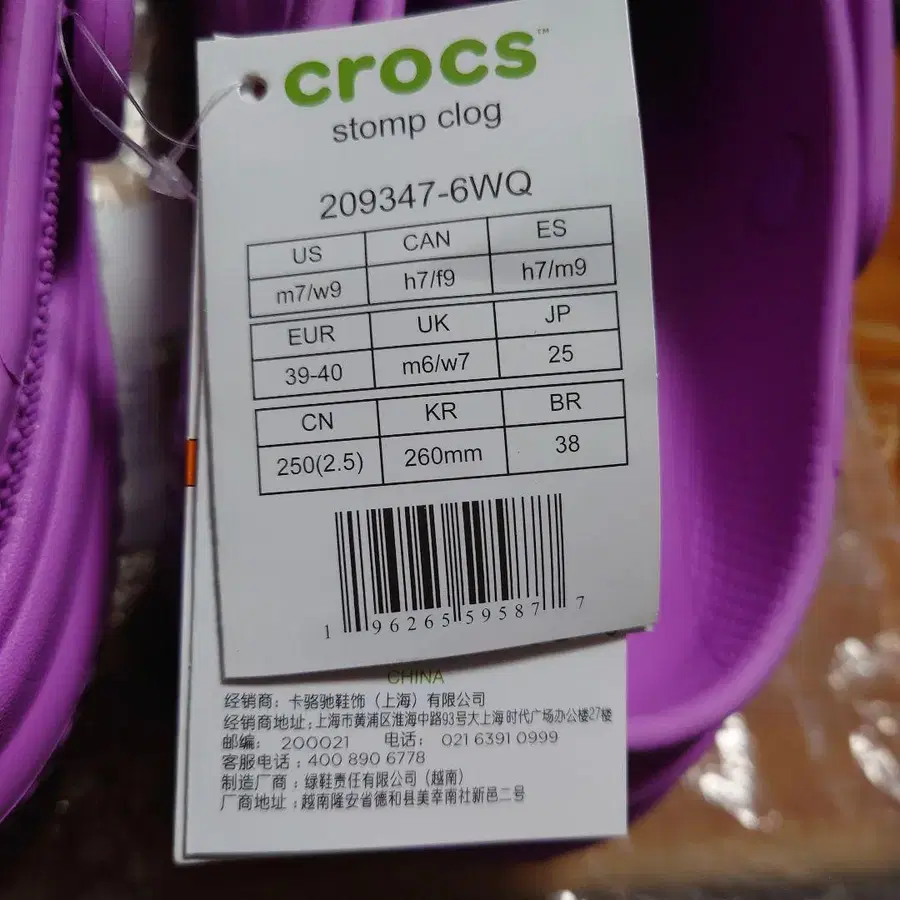 crocs™
stomp clog
209347-6WQ
US CAN ES
m7/w9 h7/f9 h7/m9
EUR UK JP
39-40 m6/w7 25
CN KR BR
250(2.5) 260mm 38
1 96265 59587 7
CHINA
经销商：卡骆驰鞋饰（上海）有限公司
经销商地址：上海市黄浦区淮海中路93号大上海时代广场办公楼27楼
邮编： 200021 电话： 021 6391 0999
客服电话：400 890 6778
制造厂商：绿鞋责任有限公司（越南）
厂商地址：越南隆安省德和县美幸南社新邑二号